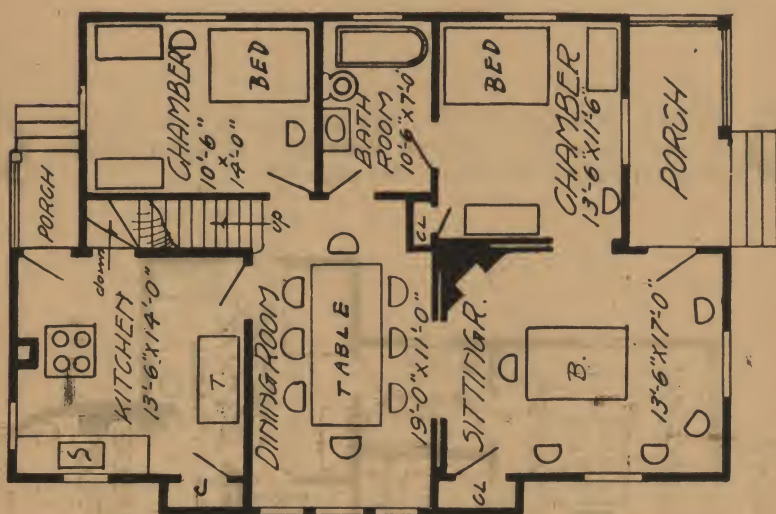 PORCH
down
up
KITCHEN
13'-6"X14'-0"
S
T.
C
CHAMBER
10'-6"
X
14'-0"
BED
BATH
ROOM
10'-6"X7'-0"
DINING ROOM
TABLE
19'-0"X11'-0"
CL
BED
CHAMBER
13'-6"X11'-6"
SITTING R.
B.
13'-6"X17'-0"
CL
PORCH